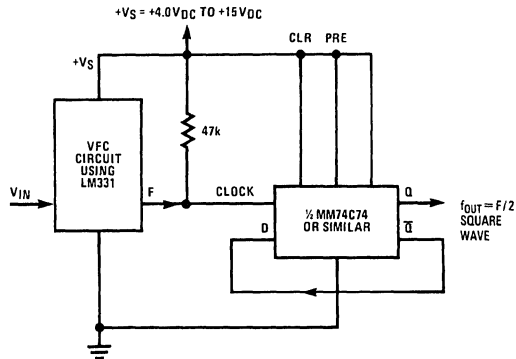 +VS = +4.0VDC TO +15VDC
CLR PRE
+VS
47k
VFC
CIRCUIT
USING
LM331
VIN
F
CLOCK
Q
½ MM74C74
OR SIMILAR
D
Q̅
fOUT = F/2
SQUARE
WAVE